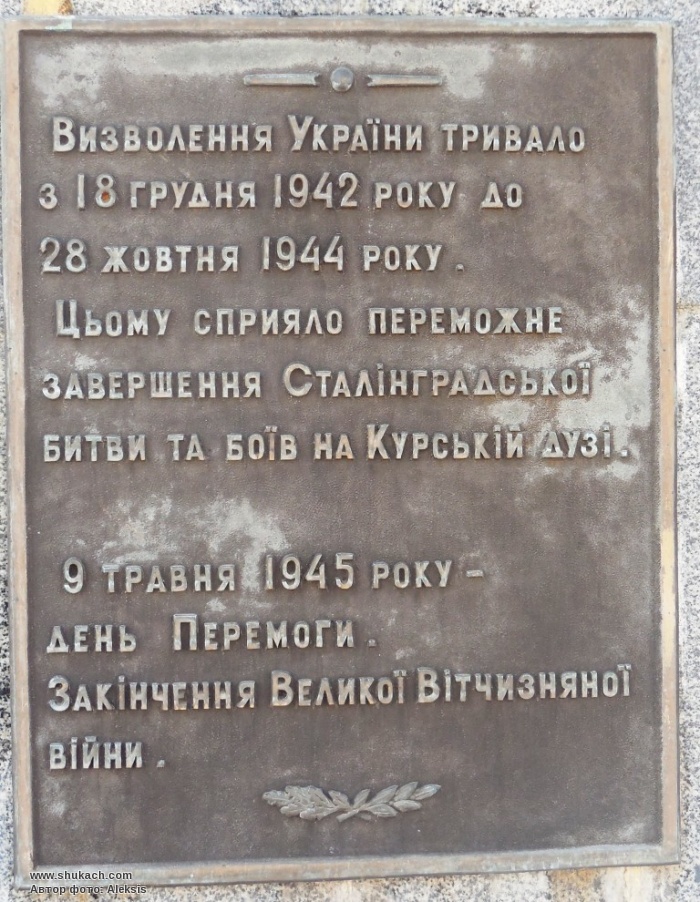 Визволення України тривало
з 18 грудня 1942 року до
28 жовтня 1944 року.
Цьому сприяло переможне
завершення Сталінградської
битви та боїв на Курській дузі.
9 травня 1945 року –
день Перемоги.
Закінчення Великої Вітчизняної
війни.
www.shukach.com
Автор фото: Aleksis